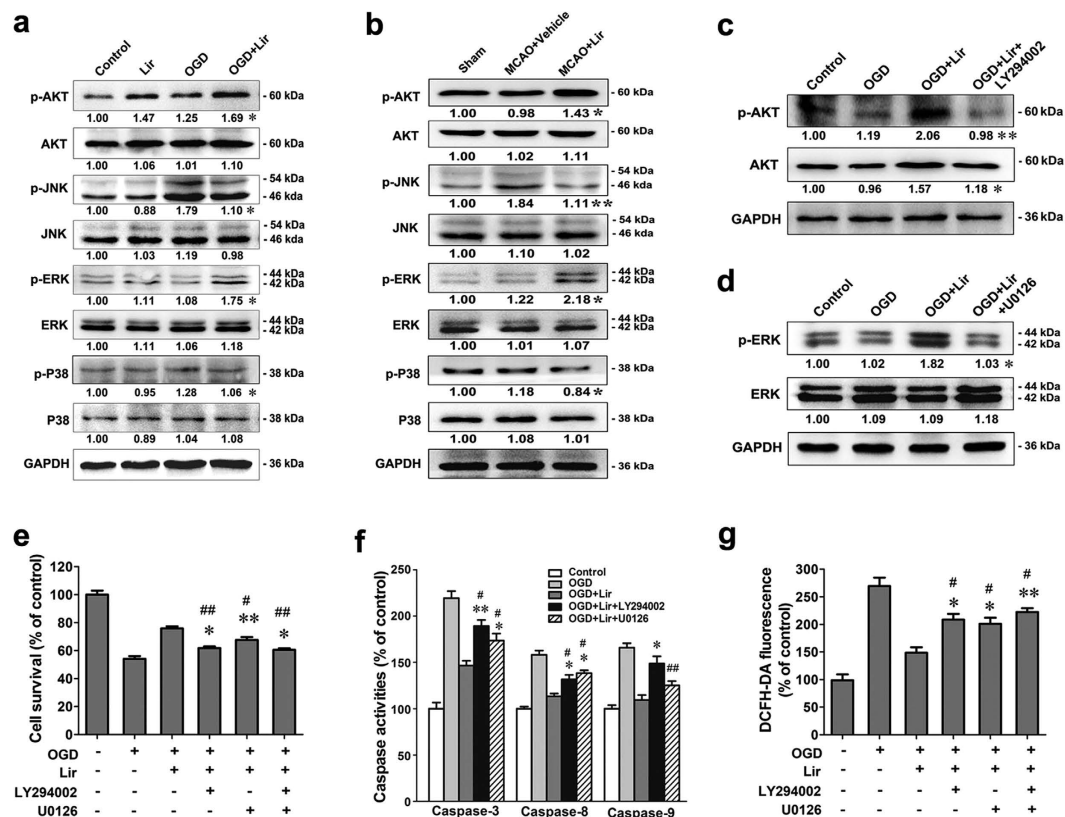 a
Control Lir OGD OGD+Lir
p-AKT - 60 kDa
1.00 1.47 1.25 1.69 *
AKT - 60 kDa
1.00 1.06 1.01 1.10
p-JNK - 54 kDa
- 46 kda
1.00 0.88 1.79 1.10 *
JNK - 54 kDa
- 46 kda
1.00 1.03 1.19 0.98
p-ERK - 44 kDa
- 42 kDa
1.00 1.11 1.08 1.75 *
ERK - 44 kDa
- 42 kDa
1.00 1.11 1.06 1.18
p-P38 - 38 kDa
1.00 0.95 1.28 1.06 *
P38 - 38 kDa
1.00 0.89 1.04 1.08
GAPDH - 36 kDa
b
Sham MCAO+Vehicle MCAO+Lir
p-AKT - 60 kDa
1.00 0.98 1.43 *
AKT - 60 kDa
1.00 1.02 1.11
p-JNK - 54 kDa
- 46 kDa
1.00 1.84 1.11 **
JNK - 54 kDa
- 46 kDa
1.00 1.10 1.02
p-ERK - 44 kDa
- 42 kDa
1.00 1.22 2.18 *
ERK - 44 kDa
- 42 kDa
1.00 1.01 1.07
p-P38 - 38 kDa
1.00 1.18 0.84 *
P38 - 38 kDa
1.00 1.08 1.01
GAPDH - 36 kDa
c
Control OGD OGD+Lir OGD+Lir+
LY294002
p-AKT - 60 kDa
1.00 1.19 2.06 0.98 **
AKT - 60 kDa
1.00 0.96 1.57 1.18 *
GAPDH - 36 kDa
d
Control OGD OGD+Lir OGD+Lir
+U0126
p-ERK - 44 kDa
- 42 kDa
1.00 1.02 1.82 1.03 *
ERK - 44 kDa
- 42 kDa
1.00 1.09 1.09 1.18
GAPDH - 36 kDa
e
Cell survival (% of control)
120
100
80
60
40
20
0
## # ##
* ** *
OGD - + + + + +
Lir - - + + + +
LY294002 - - - + - +
U0126 - - - - + +
f
Caspase activities (% of control)
250
200
150
100
50
0
Control
OGD
OGD+Lir
OGD+Lir+LY294002
OGD+Lir+U0126
# #
** *
# #
* *
* ##
Caspase-3 Caspase-8 Caspase-9
g
DCFH-DA fluorescence
(% of control)
300
250
200
150
100
50
0
# # #
* * **
OGD - + + + + +
Lir - - + + + +
LY294002 - - - + - +
U0126 - - - - + +